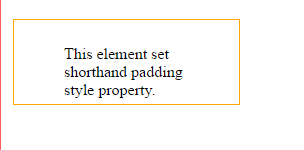 This element set
shorthand padding
style property.